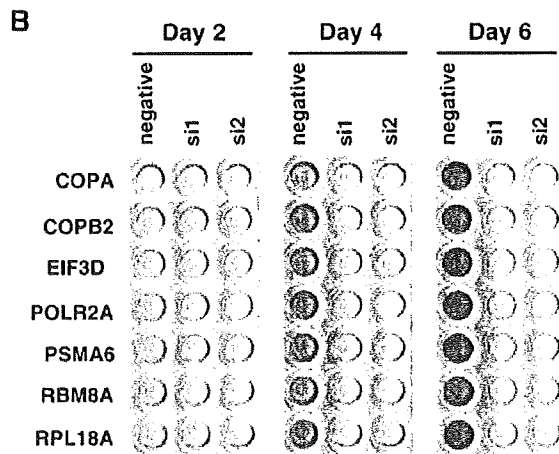 B
Day 2 Day 4 Day 6
negative si1 si2 negative si1 si2 negative si1 si2
COPA
COPB2
EIF3D
POLR2A
PSMA6
RBM8A
RPL18A